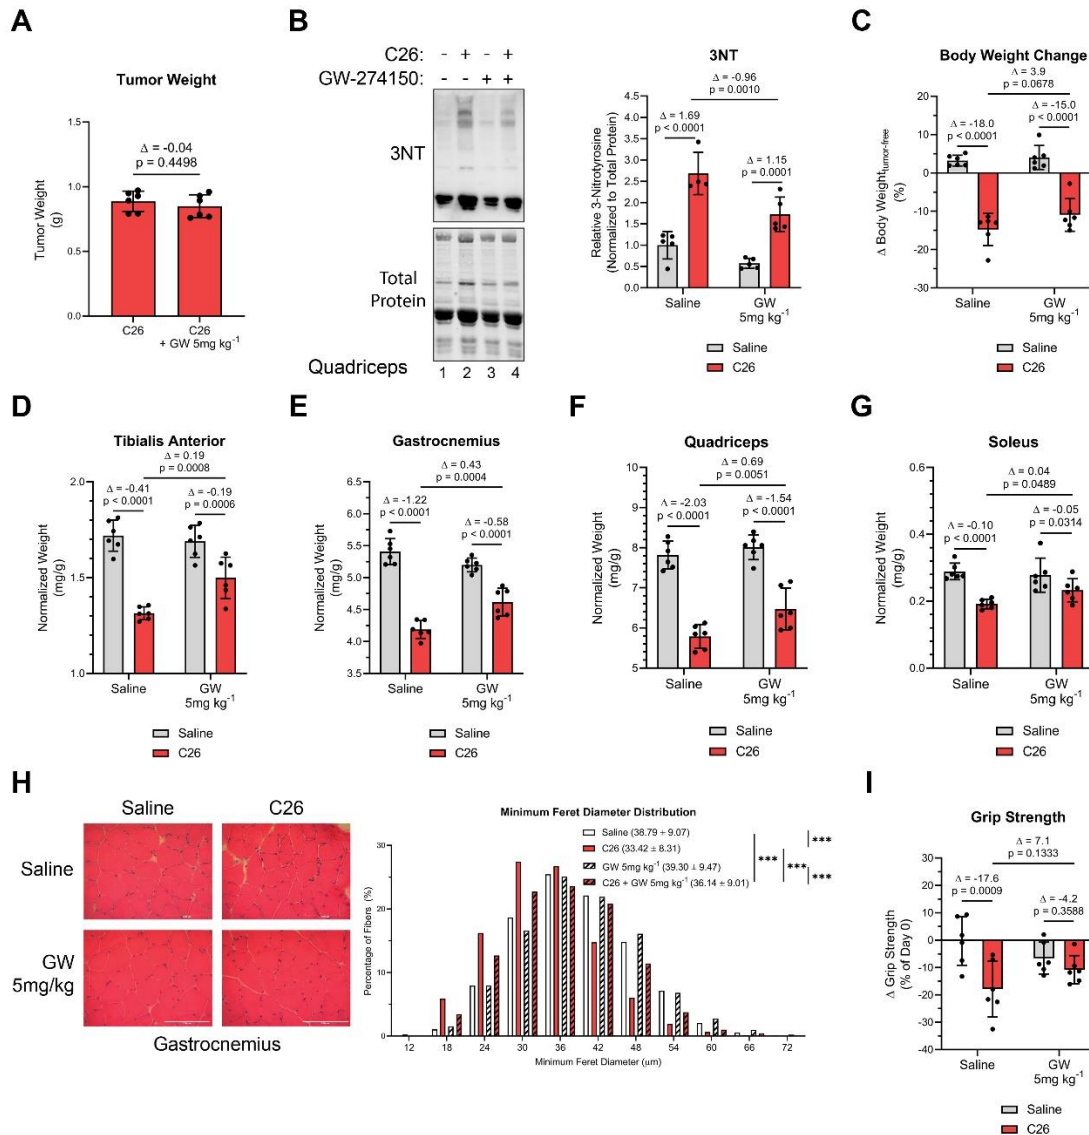 A
Tumor Weight
Δ = -0.04
p = 0.4498
Tumor Weight
(g)
1.5
1.0
0.5
0.0
C26
C26
+ GW 5mg kg⁻¹
B
C26: - + - +
GW-274150: - - + +
3NT
Total
Protein
Quadriceps 1 2 3 4
3NT
Δ = -0.96
p = 0.0010
Δ = 1.69
p < 0.0001
Δ = 1.15
p = 0.0001
Relative 3-Nitrotyrosine
(Normalized to Total Protein)
4.5
4.0
3.5
3.0
2.5
2.0
1.5
1.0
0.5
0.0
Saline
GW
5mg kg⁻¹
Saline
C26
C
Body Weight Change
Δ = 3.9
p = 0.0678
Δ = -18.0
p < 0.0001
Δ = -15.0
p < 0.0001
Δ Body Weight tumor-free
(%)
20
10
0
-10
-20
-30
Saline
GW
5mg kg⁻¹
Saline
C26
D
Tibialis Anterior
Δ = 0.19
p = 0.0008
Δ = -0.41
p < 0.0001
Δ = -0.19
p = 0.0006
Normalized Weight
(mg/g)
2.0
1.8
1.5
1.3
1.0
Saline
GW
5mg kg⁻¹
Saline
C26
E
Gastrocnemius
Δ = 0.43
p = 0.0004
Δ = -1.22
p < 0.0001
Δ = -0.58
p < 0.0001
Normalized Weight
(mg/g)
6.0
5.5
5.0
4.5
4.0
3.5
Saline
GW
5mg kg⁻¹
Saline
C26
F
Quadriceps
Δ = 0.69
p = 0.0051
Δ = -2.03
p < 0.0001
Δ = -1.54
p < 0.0001
Normalized Weight
(mg/g)
10
9
8
7
6
5
Saline
GW
5mg kg⁻¹
Saline
C26
G
Soleus
Δ = 0.04
p = 0.0489
Δ = -0.10
p < 0.0001
Δ = -0.05
p = 0.0314
Normalized Weight
(mg/g)
0.6
0.4
0.2
0.0
Saline
GW
5mg kg⁻¹
Saline
C26
H
Saline C26
Saline
GW
5mg/kg
Gastrocnemius
Minimum Feret Diameter Distribution
Saline (38.79 ± 9.07)
C26 (33.42 ± 8.31)
GW 5mg kg⁻¹ (39.30 ± 9.47)
C26 + GW 5mg kg⁻¹ (36.14 ± 9.01)
***
***
***
***
Percentage of Fibers (%)
30
20
10
0
12 18 24 30 36 42 48 54 60 66 72
Minimum Feret Diameter (μm)
I
Grip Strength
Δ = 7.1
p = 0.1333
Δ = -17.6
p = 0.0009
Δ = -4.2
p = 0.3588
Δ Grip Strength
(% of Day 0)
30
20
10
0
-10
-20
-30
-40
Saline
GW
5mg kg⁻¹
Saline
C26